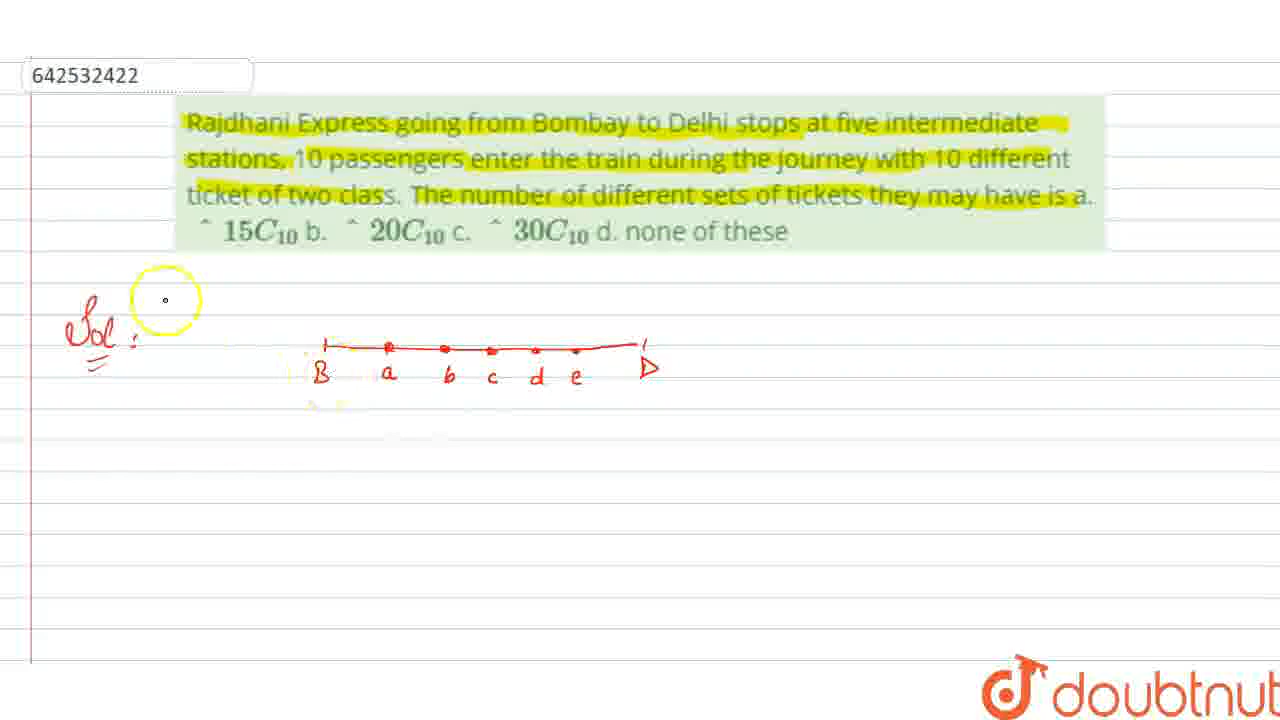 642532422
Rajdhani Express going from Bombay to Delhi stops at five intermediate
stations, 10 passengers enter the train during the journey with 10 different
ticket of two class. The number of different sets of tickets they may have is a.
^ 15C₁₀ b. ^ 20C₁₀ c. ^ 30C₁₀ d. none of these
Sol :
B a b c d e D
doubtnut